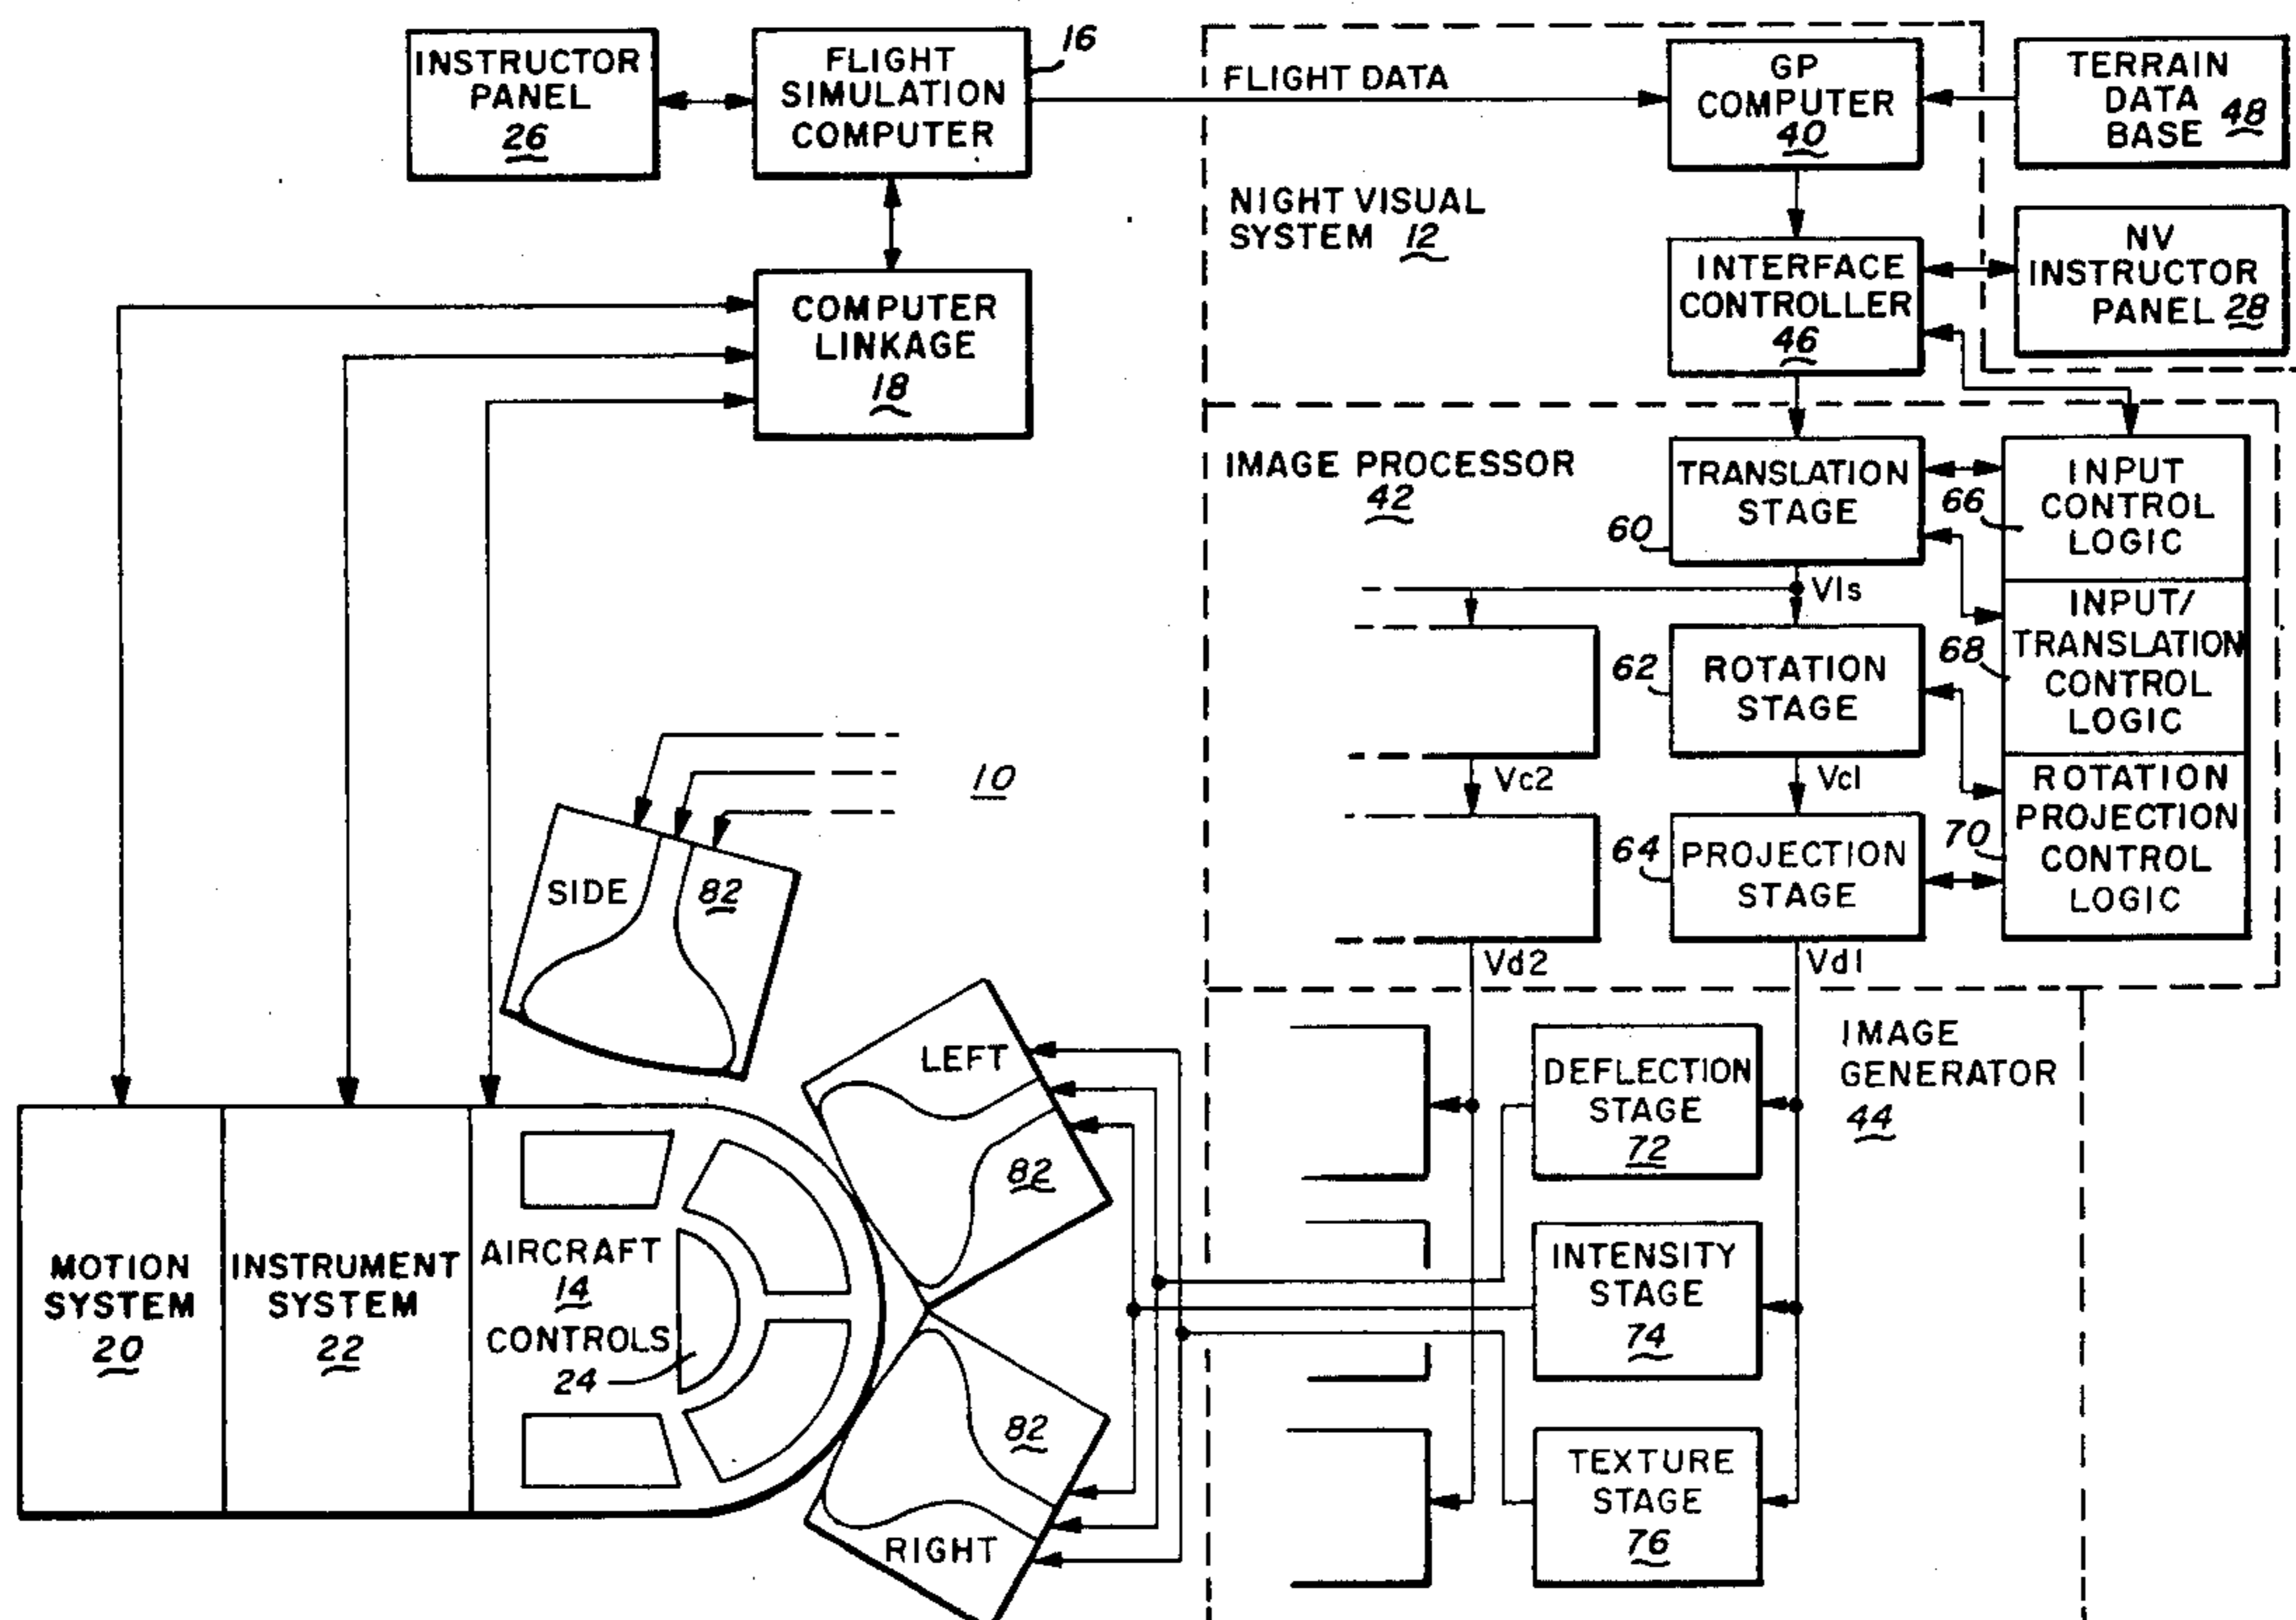 INSTRUCTOR
PANEL
26
FLIGHT
SIMULATION
COMPUTER
16
FLIGHT DATA
GP
COMPUTER
40
TERRAIN
DATA
BASE 48
NIGHT VISUAL
SYSTEM 12
INTERFACE
CONTROLLER
46
NV
INSTRUCTOR
PANEL 28
COMPUTER
LINKAGE
18
IMAGE PROCESSOR
42
TRANSLATION
STAGE
60
66
INPUT
CONTROL
LOGIC
V1s
62
ROTATION
STAGE
68
INPUT/
TRANSLATION
CONTROL
LOGIC
Vc2
Vc1
64
PROJECTION
STAGE
70
ROTATION
PROJECTION
CONTROL
LOGIC
Vd2
Vd1
10
SIDE
82
LEFT
82
82
RIGHT
MOTION
SYSTEM
20
INSTRUMENT
SYSTEM
22
AIRCRAFT
14
CONTROLS
24
IMAGE
GENERATOR
44
DEFLECTION
STAGE
72
INTENSITY
STAGE
74
TEXTURE
STAGE
76